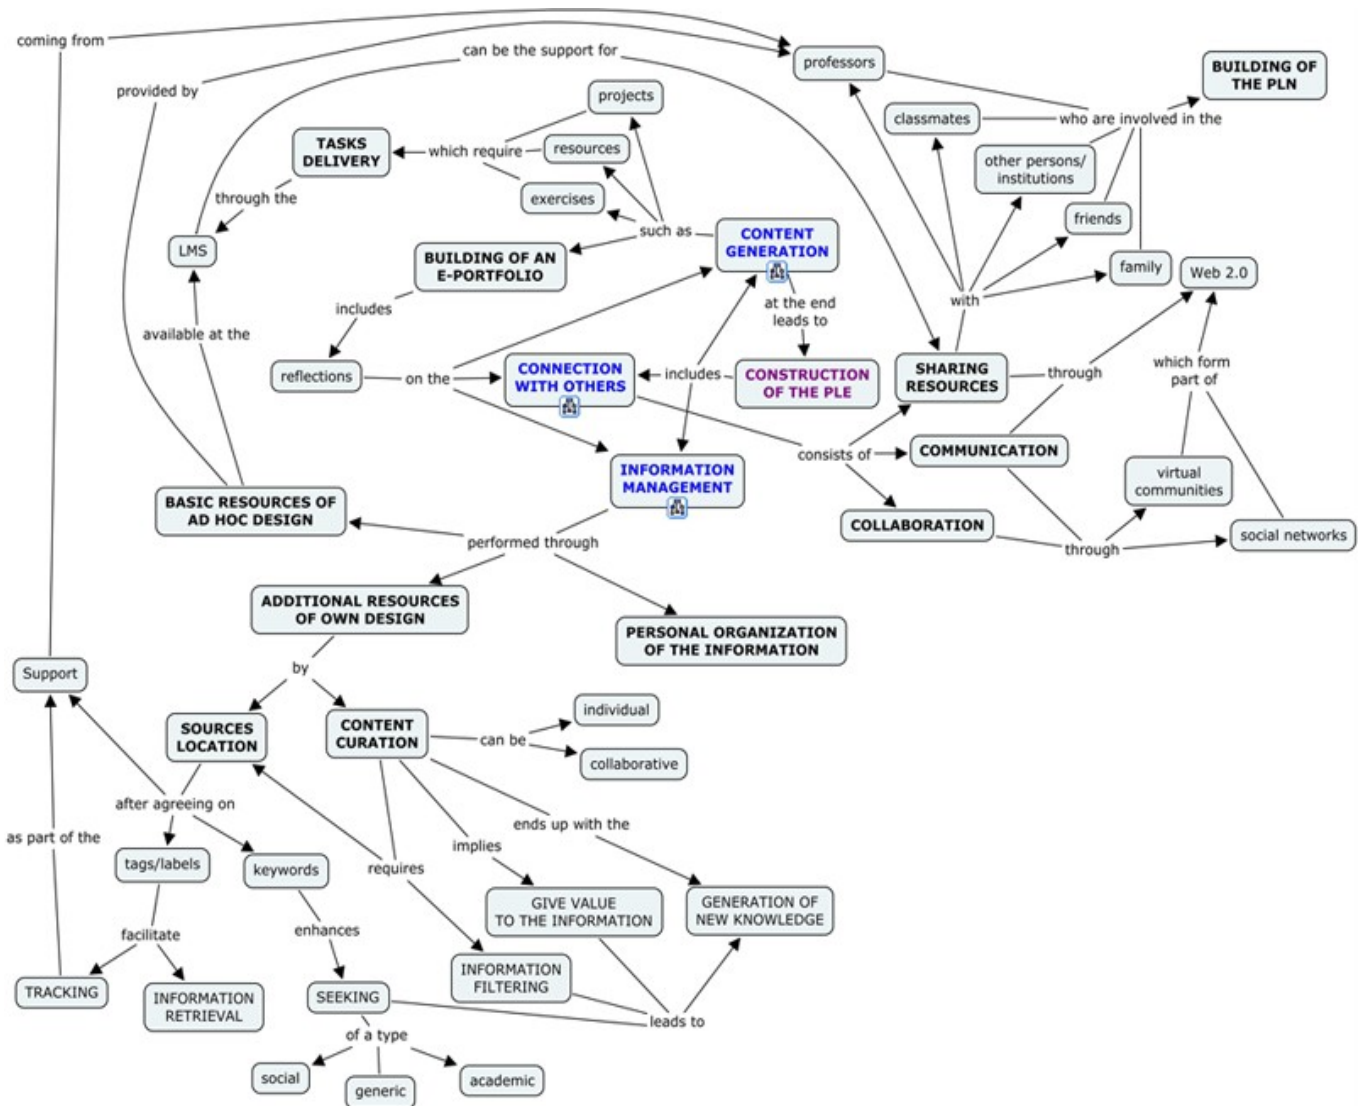 coming from
can be the support for
professors
BUILDING OF
THE PLN
provided by
projects
classmates
who are involved in the
TASKS
DELIVERY
which require
resources
other persons/
institutions
through the
exercises
friends
such as
CONTENT
GENERATION
LMS
BUILDING OF AN
E-PORTFOLIO
family
Web 2.0
with
includes
at the end
leads to
available at the
which form
part of
reflections
on the
CONNECTION
WITH OTHERS
includes
CONSTRUCTION
OF THE PLE
SHARING
RESOURCES
through
consists of
COMMUNICATION
INFORMATION
MANAGEMENT
virtual
communities
BASIC RESOURCES OF
AD HOC DESIGN
COLLABORATION
social networks
performed through
through
ADDITIONAL RESOURCES
OF OWN DESIGN
PERSONAL ORGANIZATION
OF THE INFORMATION
by
Support
individual
SOURCES
LOCATION
CONTENT
CURATION
can be
collaborative
after agreeing on
ends up with the
as part of the
implies
tags/labels
keywords
requires
GIVE VALUE
TO THE INFORMATION
GENERATION OF
NEW KNOWLEDGE
facilitate
enhances
INFORMATION
FILTERING
TRACKING
INFORMATION
RETRIEVAL
SEEKING
leads to
of a type
social
generic
academic